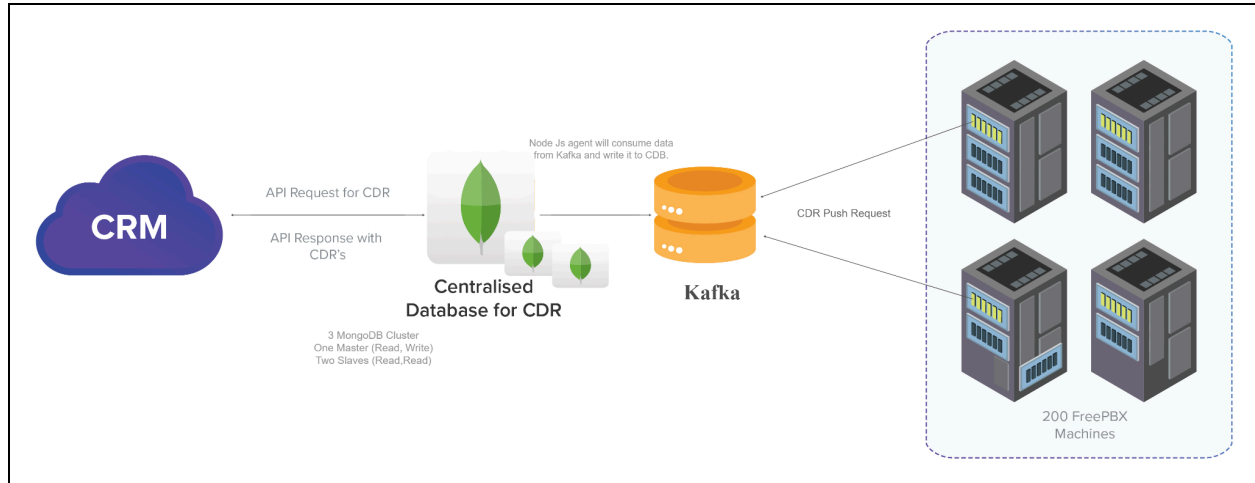 CRM
API Request for CDR
API Response with
CDR's
Centralised
Database for CDR
3 MongoDB Cluster
One Master (Read, Write)
Two Slaves (Read,Read)
Node Js agent will consume data
from Kafka and write it to CDB.
Kafka
CDR Push Request
200 FreePBX
Machines